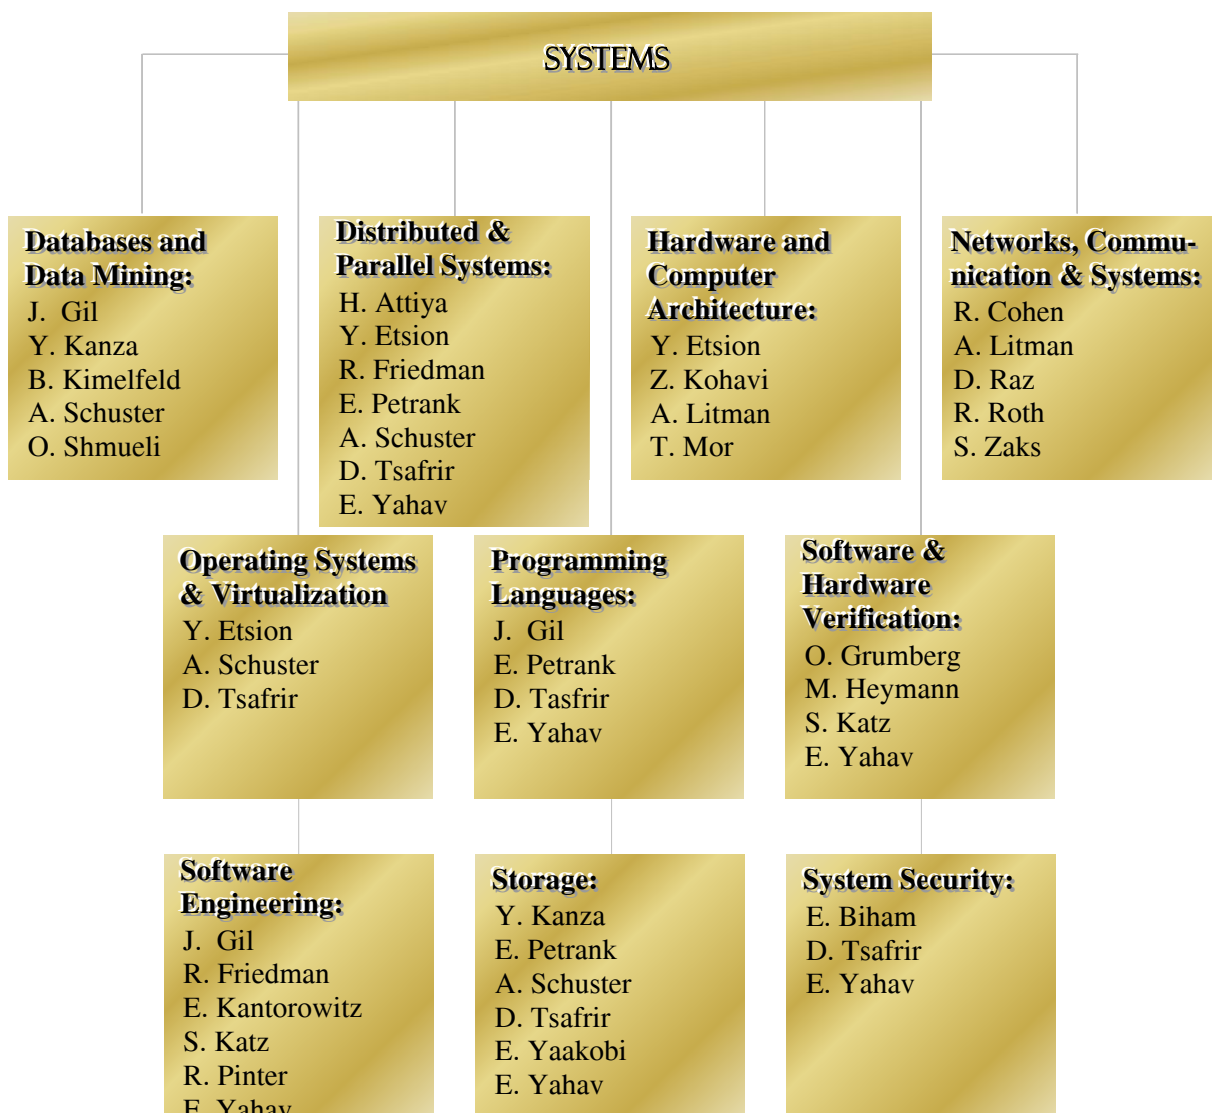 SYSTEMS
Databases and
Data Mining:
J. Gil
Y. Kanza
B. Kimelfeld
A. Schuster
O. Shmueli
Distributed &
Parallel Systems:
H. Attiya
Y. Etsion
R. Friedman
E. Petrank
A. Schuster
D. Tsafrir
E. Yahav
Hardware and
Computer
Architecture:
Y. Etsion
Z. Kohavi
A. Litman
T. Mor
Networks, Commu-
nication & Systems:
R. Cohen
A. Litman
D. Raz
R. Roth
S. Zaks
Operating Systems
& Virtualization
Y. Etsion
A. Schuster
D. Tsafrir
Programming
Languages:
J. Gil
E. Petrank
D. Tasfrir
E. Yahav
Software &
Hardware
Verification:
O. Grumberg
M. Heymann
S. Katz
E. Yahav
Software
Engineering:
J. Gil
R. Friedman
E. Kantorowitz
S. Katz
R. Pinter
E. Yahav
Storage:
Y. Kanza
E. Petrank
A. Schuster
D. Tsafrir
E. Yaakobi
E. Yahav
System Security:
E. Biham
D. Tsafrir
E. Yahav